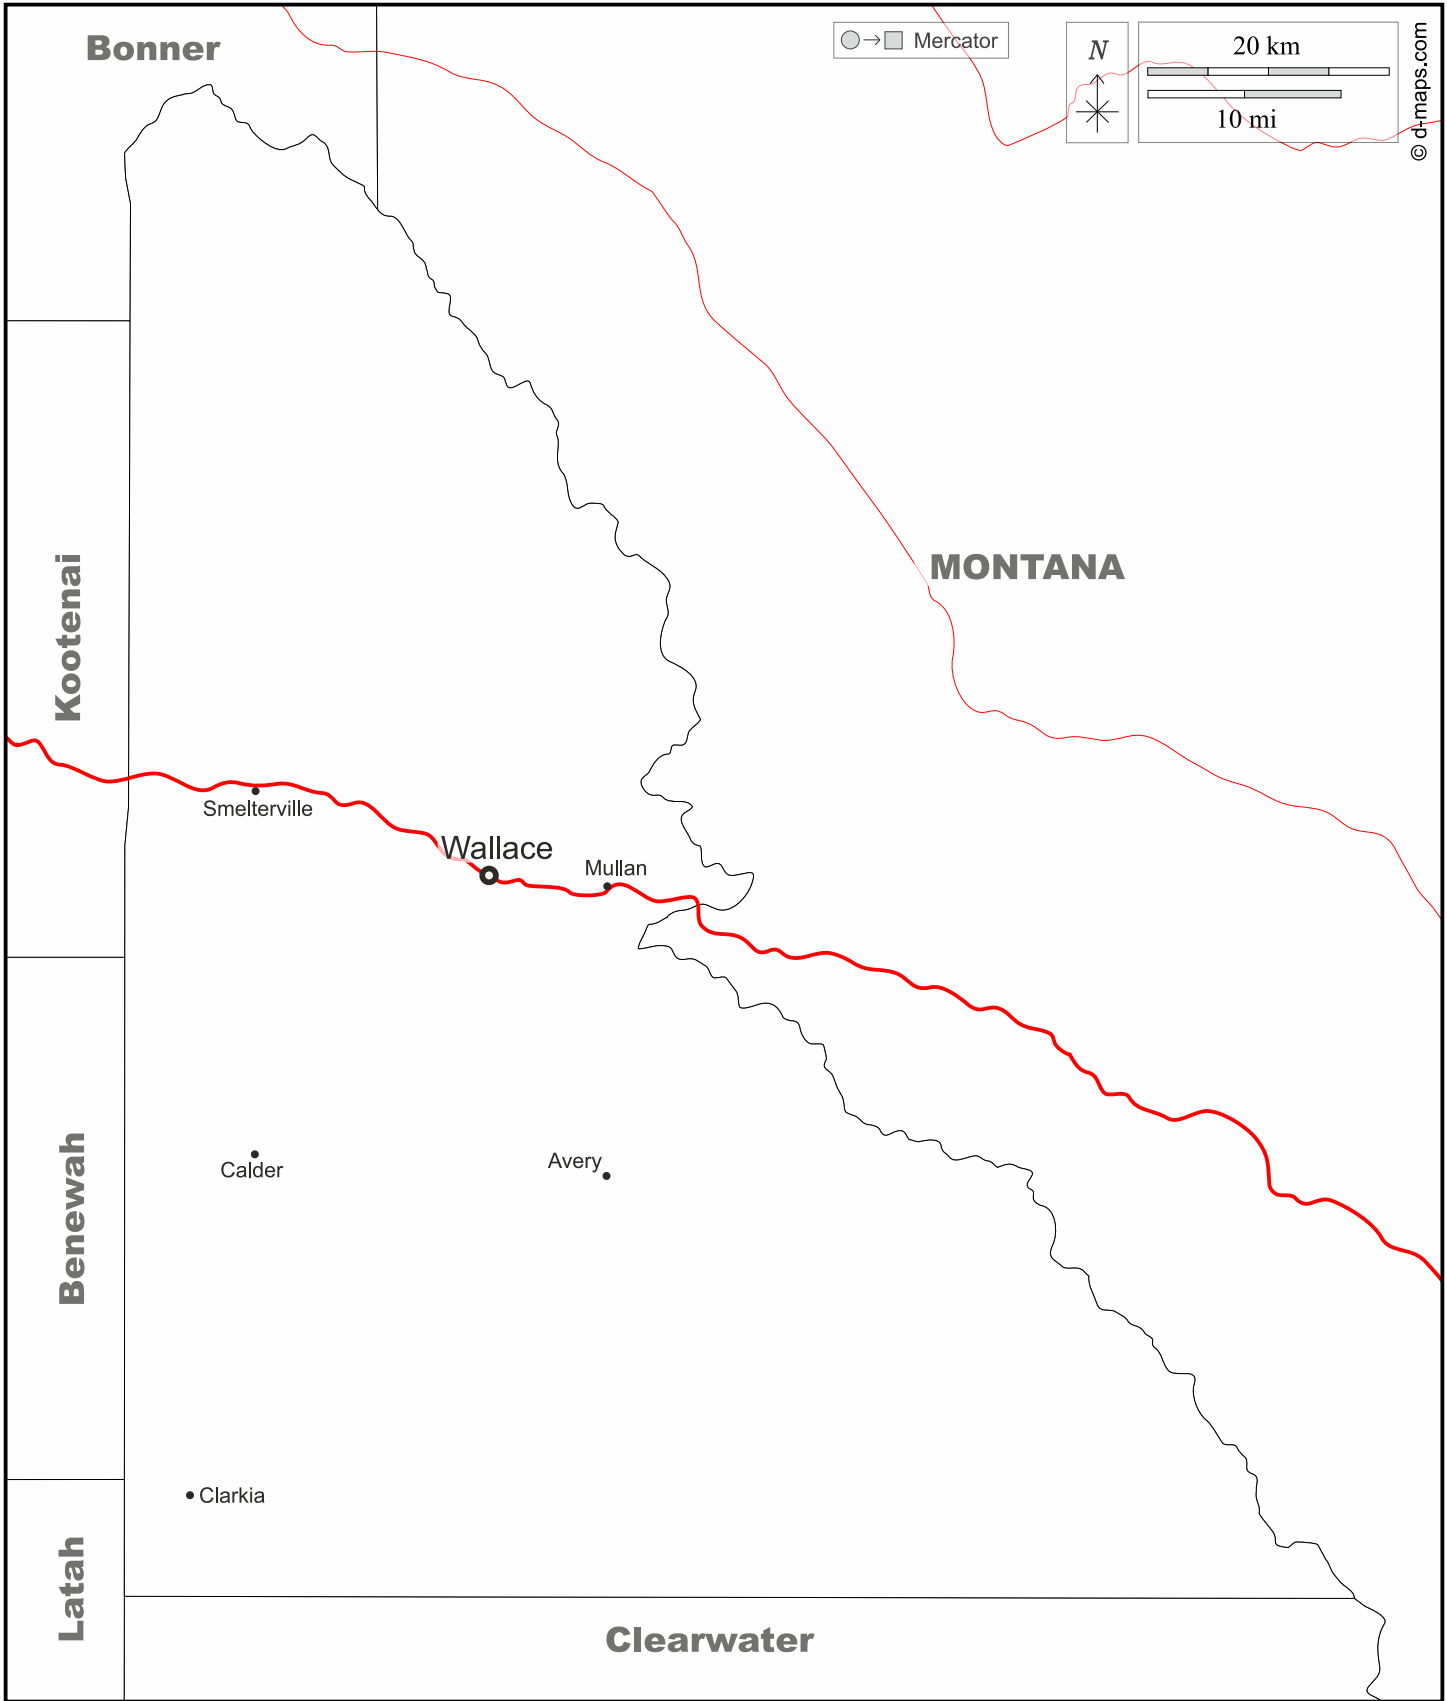 Bonner
Mercator
N
20 km
10 mi
© d-maps.com
MONTANA
Kootenai
Smelterville
Wallace
Mullan
Calder
Avery
Benewah
Clarkia
Latah
Clearwater